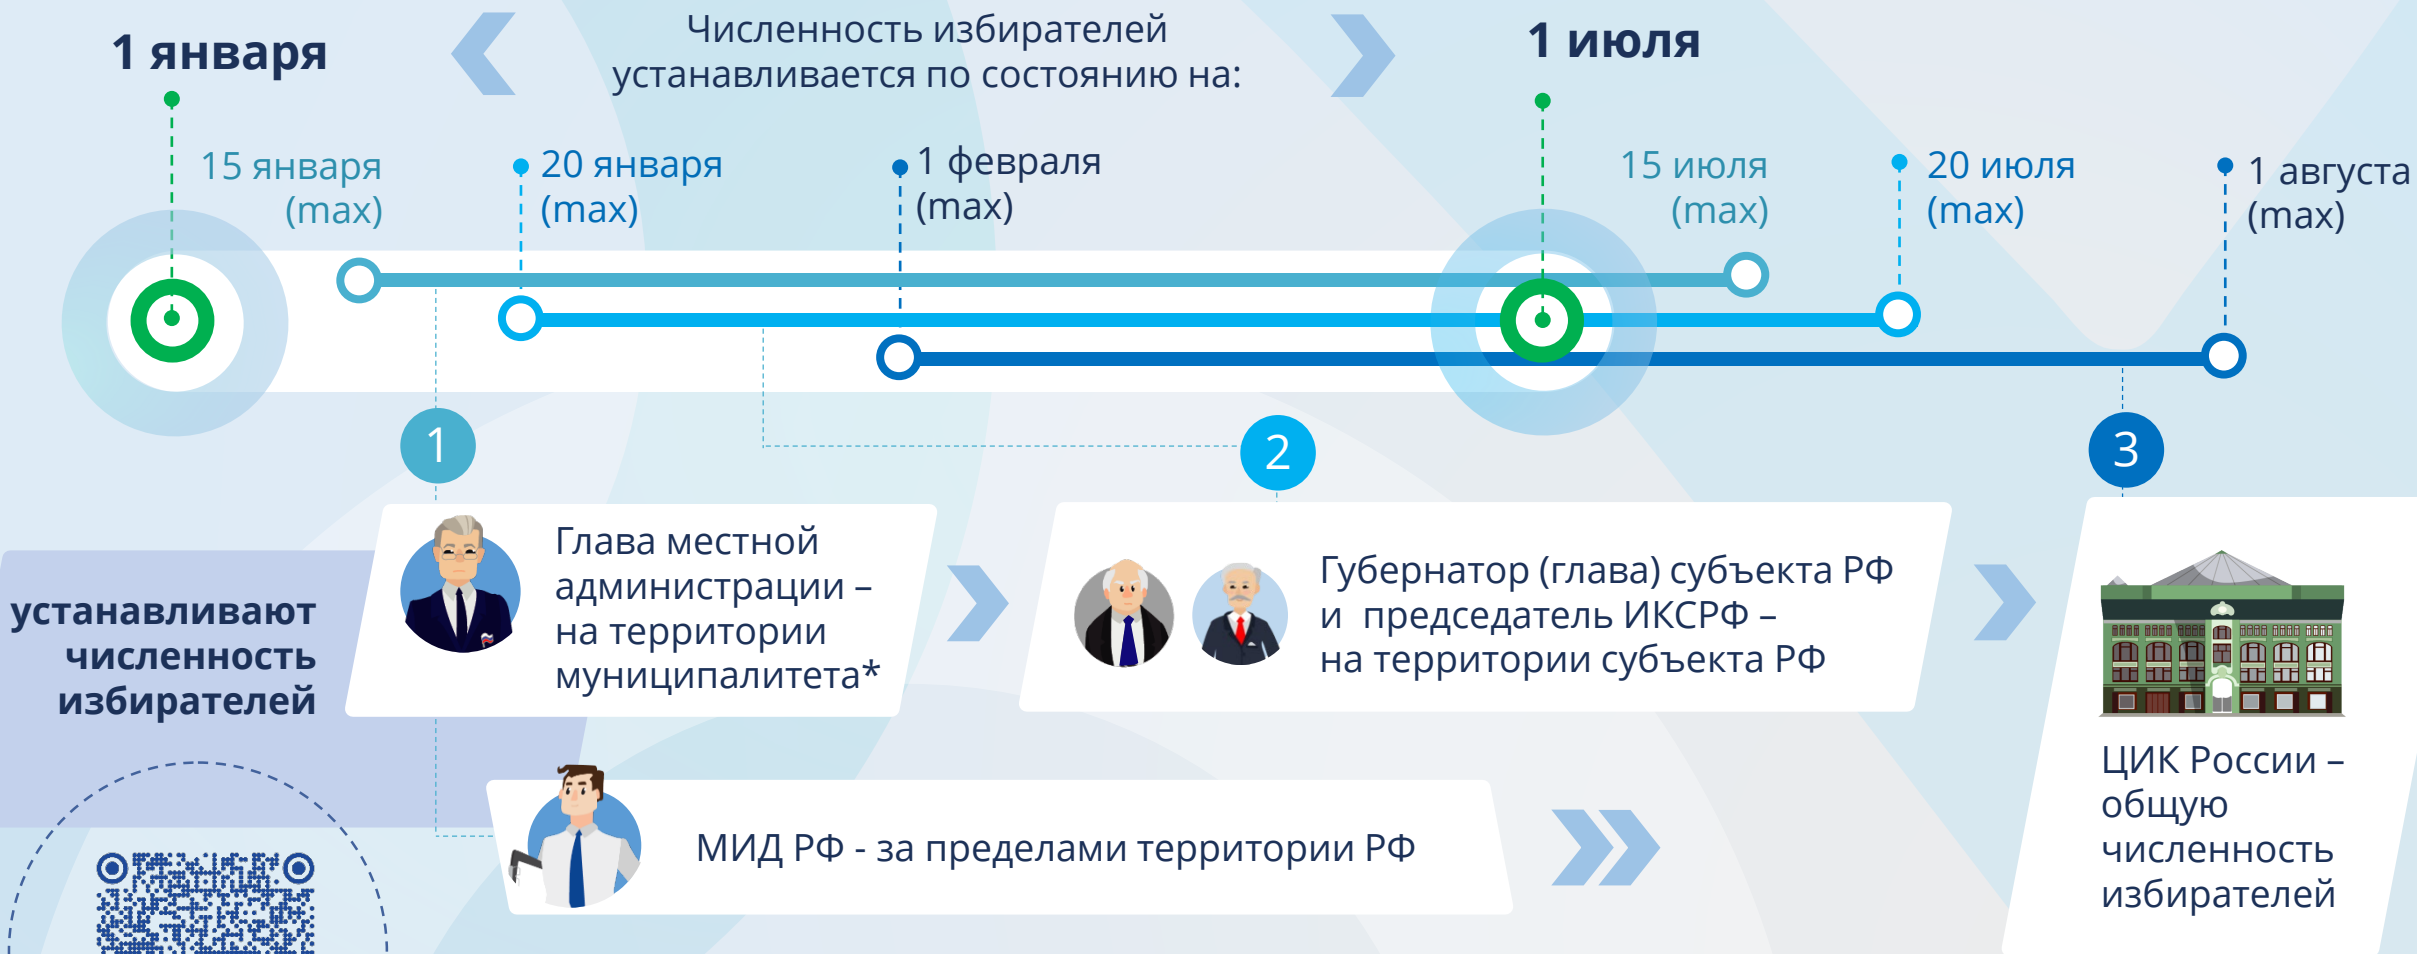 1 января
Численность избирателей
устанавливается по состоянию на:
1 июля
15 января
(max)
20 января
(max)
1 февраля
(max)
15 июля
(max)
20 июля
(max)
1 августа
(max)
1
2
3
устанавливают
численность
избирателей
Глава местной
администрации –
на территории
муниципалитета*
Губернатор (глава) субъекта РФ
и  председатель ИКСРФ –
на территории субъекта РФ
ЦИК России –
общую
численность
избирателей
МИД РФ - за пределами территории РФ